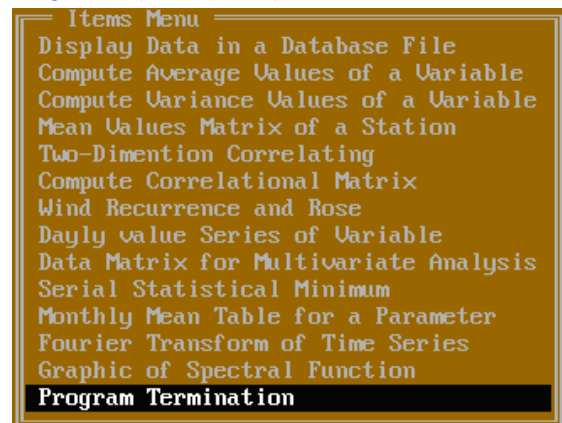 Items Menu
Display Data in a Database File
Compute Average Values of a Variable
Compute Variance Values of a Variable
Mean Values Matrix of a Station
Two-Dimention Correlating
Compute Correlational Matrix
Wind Recurrence and Rose
Dayly value Series of Variable
Data Matrix for Multivariate Analysis
Serial Statistical Minimum
Monthly Mean Table for a Parameter
Fourier Transform of Time Series
Graphic of Spectral Function
Program Termination